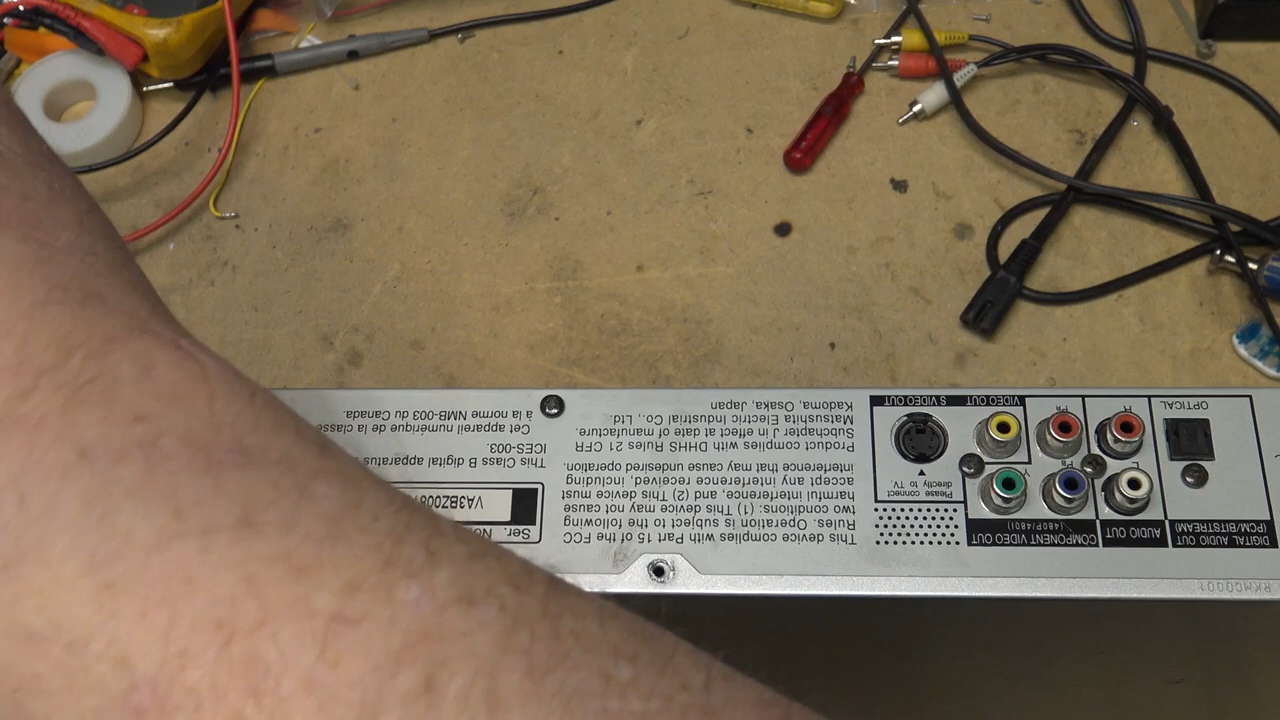 This device complies with Part 15 of the FCC
Rules. Operation is subject to the following
two conditions: (1) This device may not cause
harmful interference, and (2) This device must
accept any interference received, including
interference that may cause undesired operation.
Product complies with DHHS Rules 21 CFR
Subchapter J in effect at date of manufacture.
Matsushita Electric Industrial Co., Ltd.
Kadoma, Osaka, Japan
Ser. No
VA3BZ00
This Class B digital apparatus
ICES-003.
Cet appareil numérique de la classe
à la norme NMB-003 du Canada.
DIGITAL AUDIO OUT
(PCM/BITSTREAM)
OPTICAL
AUDIO OUT
L
R
COMPONENT VIDEO OUT
(480P/480I)
Y
PB
PR
VIDEO OUT
S VIDEO OUT
Please connect
directly to TV.
RKMC0001